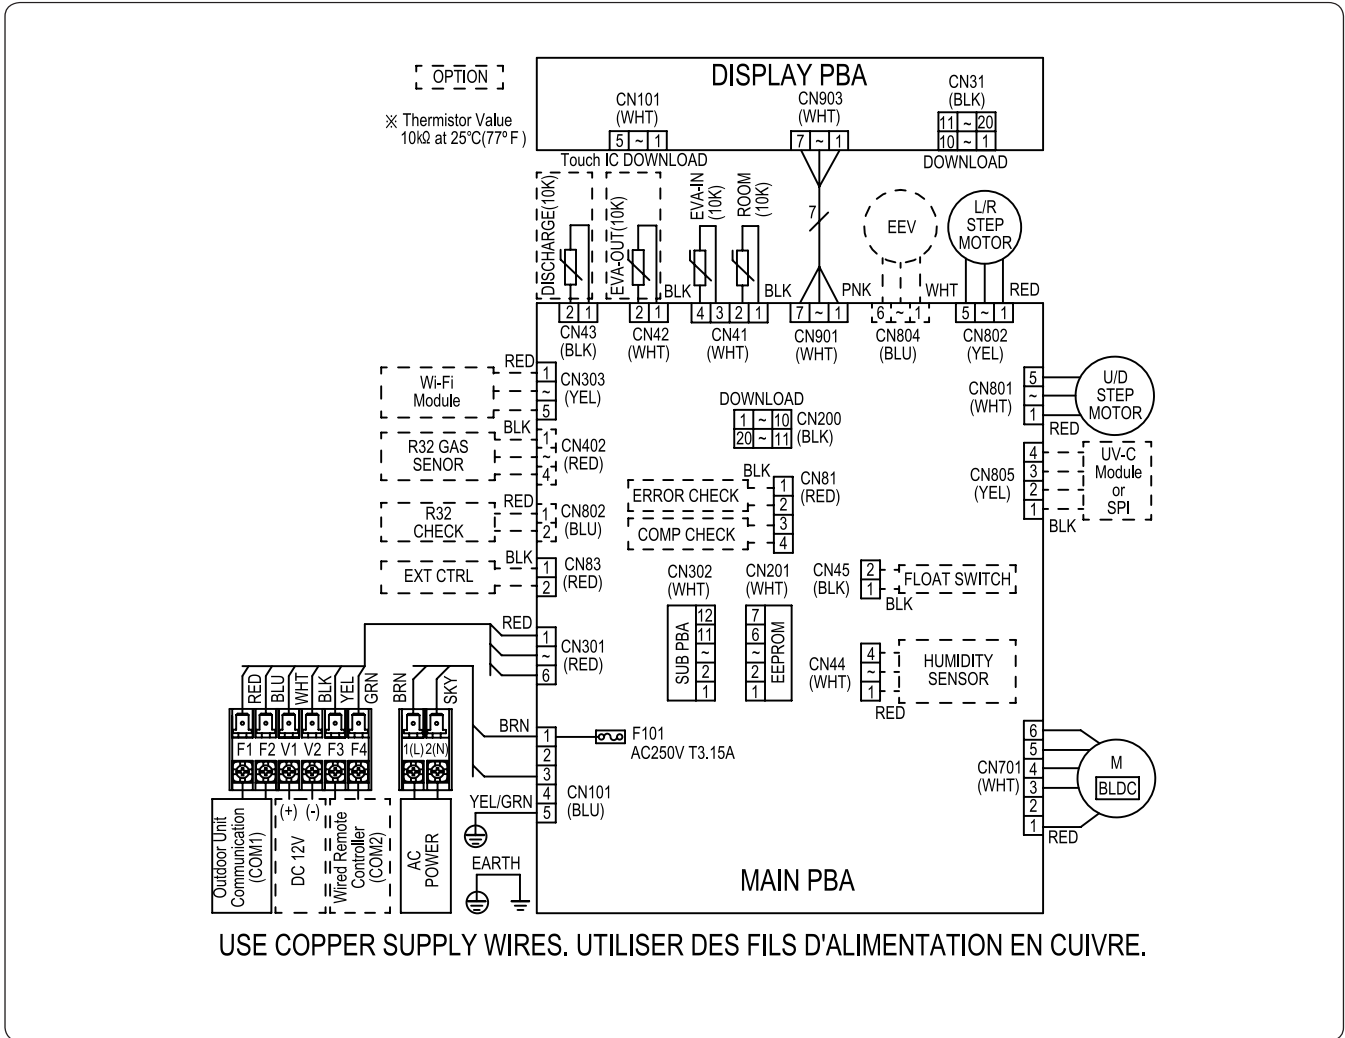 OPTION
※ Thermistor Value
10kΩ at 25℃(77°F)
DISPLAY PBA
CN101
(WHT)
5 ~ 1
Touch IC DOWNLOAD
CN903
(WHT)
7 ~ 1
CN31
(BLK)
11 ~ 20
10 ~ 1
DOWNLOAD
DISCHARGE(10K)
EVA-OUT(10K)
EVA-IN
(10K)
ROOM
(10K)
7
EEV
L/R
STEP
MOTOR
BLK
BLK
PNK
WHT
RED
2 1
CN43
(BLK)
2 1
CN42
(WHT)
4 3 2 1
CN41
(WHT)
7 ~ 1
CN901
(WHT)
6 ~ 1
CN804
(BLU)
5 ~ 1
CN802
(YEL)
Wi-Fi
Module
RED
1
~
5
CN303
(YEL)
R32 GAS
SENOR
BLK
1
~
4
CN402
(RED)
R32
CHECK
RED
1
2
CN802
(BLU)
EXT CTRL
BLK
1
2
CN83
(RED)
RED
1
~
6
CN301
(RED)
DOWNLOAD
1 ~ 10
20 ~ 11
CN200
(BLK)
ERROR CHECK
COMP CHECK
BLK
1
2
3
4
CN81
(RED)
CN302
(WHT)
SUB PBA
12
11
~
2
1
CN201
(WHT)
7
6
~
2
1
EEPROM
CN45
(BLK)
2
1
BLK
FLOAT SWITCH
CN44
(WHT)
4
~
1
RED
HUMIDITY
SENSOR
CN801
(WHT)
5
~
1
RED
U/D
STEP
MOTOR
CN805
(YEL)
4
3
2
1
BLK
UV-C
Module
or
SPI
CN701
(WHT)
6
5
4
3
2
1
RED
M
BLDC
RED
BLU
WHT
BLK
YEL
GRN
BRN
SKY
F1 F2 V1 V2 F3 F4
1(L) 2(N)
Outdoor Unit
Communication
(COM1)
(+) (-)
DC 12V
Wired Remote
Controller
(COM2)
AC
POWER
BRN
1
2
3
4
5
F101
AC250V T3.15A
CN101
(BLU)
YEL/GRN
EARTH
MAIN PBA
USE COPPER SUPPLY WIRES. UTILISER DES FILS D'ALIMENTATION EN CUIVRE.